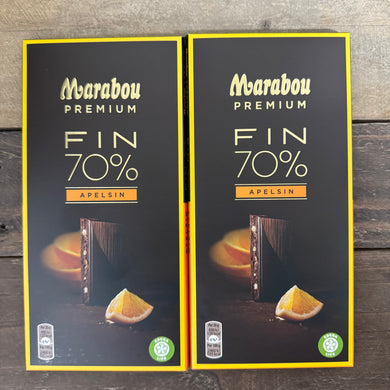 Marabou
PREMIUM
FIN
70%
APELSIN
Marabou
PREMIUM
FIN
70%
APELSIN